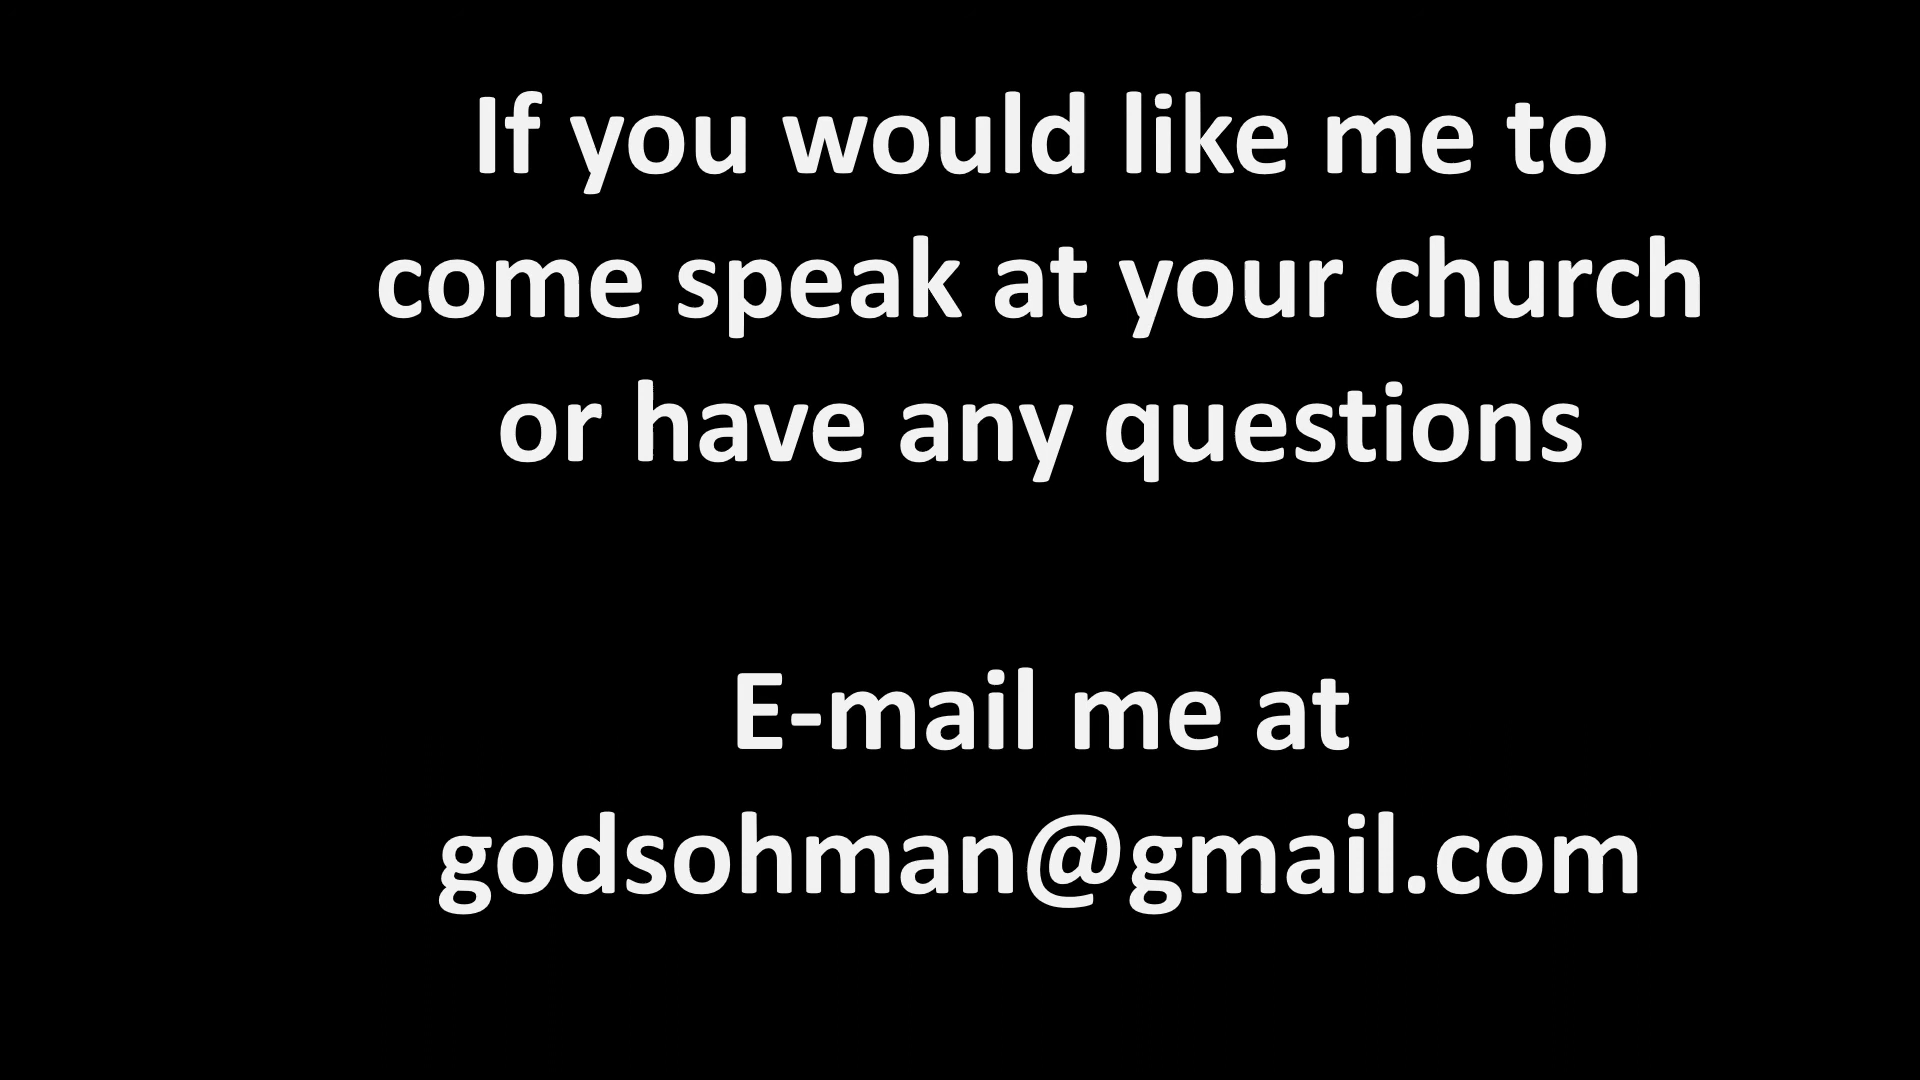 If you would like me to
come speak at your church
or have any questions
E-mail me at
godsohman@gmail.com